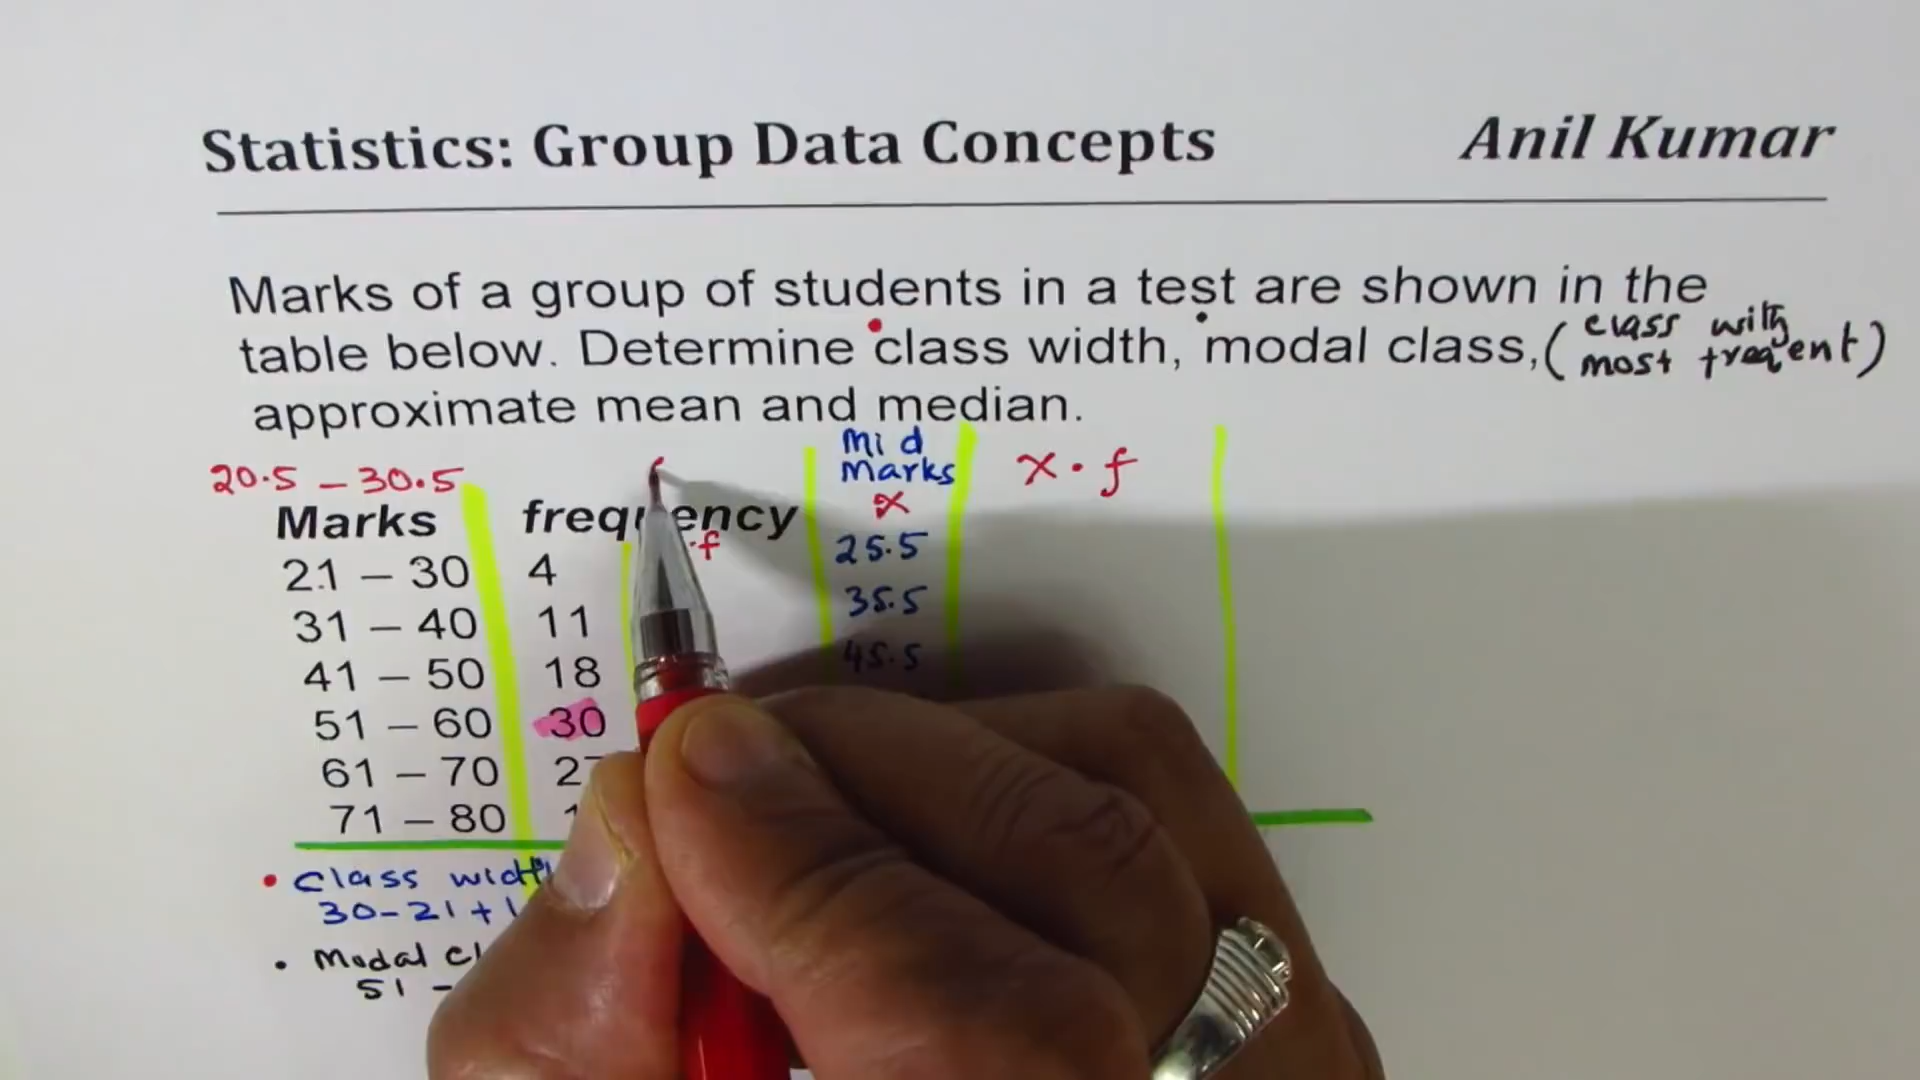 Statistics: Group Data Concepts Anil Kumar
Marks of a group of students in a test are shown in the
table below. Determine class width, modal class, (class with most frequent)
approximate mean and median.
20.5 – 30.5 f Mid Marks x x · f
Marks frequency
·f
21 – 30 4 25.5
31 – 40 11 35.5
41 – 50 18 45.5
51 – 60 30
61 – 70
71 – 80
• Class width
30-21+1
• Modal
51 –